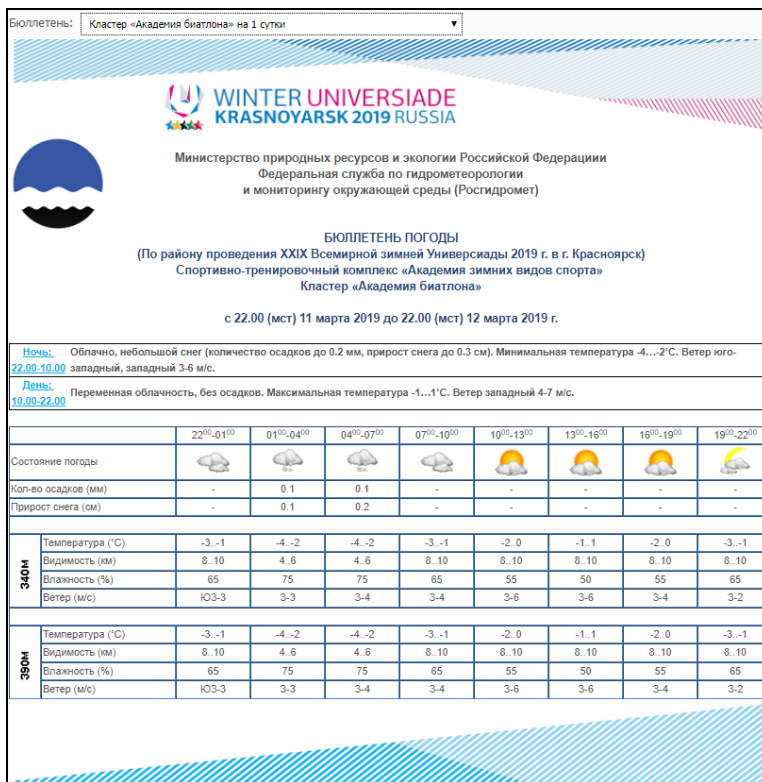 Бюллетень: Кластер «Академия биатлона» на 1 сутки
WINTER UNIVERSIADE
KRASNOYARSK 2019 RUSSIA
Министерство природных ресурсов и экологии Российской Федерациии
Федеральная служба по гидрометеорологии
и мониторингу окружающей среды (Росгидромет)
БЮЛЛЕТЕНЬ ПОГОДЫ
(По району проведения XXIX Всемирной зимней Универсиады 2019 г. в г. Красноярск)
Спортивно-тренировочный комплекс «Академия зимних видов спорта»
Кластер «Академия биатлона»
с 22.00 (мст) 11 марта 2019 до 22.00 (мст) 12 марта 2019 г.
Ночь: Облачно, небольшой снег (количество осадков до 0.2 мм, прирост снега до 0.3 см). Минимальная температура -4...-2°С. Ветер юго-
22.00-10.00 западный, западный 3-6 м/с.
День:
10.00-22.00 Переменная облачность, без осадков. Максимальная температура -1...1°С. Ветер западный 4-7 м/с.
22⁰⁰-01⁰⁰ 01⁰⁰-04⁰⁰ 04⁰⁰-07⁰⁰ 07⁰⁰-10⁰⁰ 10⁰⁰-13⁰⁰ 13⁰⁰-16⁰⁰ 16⁰⁰-19⁰⁰ 19⁰⁰-22⁰⁰
Состояние погоды
Кол-во осадков (мм) - 0.1 0.1 - - - - -
Прирост снега (см) - 0.1 0.2 - - - - -
340м
Температура (°С) -3..-1 -4..-2 -4..-2 -3..-1 -2..0 -1..1 -2..0 -3..-1
Видимость (км) 8..10 4..6 4..6 8..10 8..10 8..10 8..10 8..10
Влажность (%) 65 75 75 65 55 50 55 65
Ветер (м/с) ЮЗ-3 З-3 З-4 З-4 З-6 З-6 З-4 З-2
390м
Температура (°С) -3..-1 -4..-2 -4..-2 -3..-1 -2..0 -1..1 -2..0 -3..-1
Видимость (км) 8..10 4..6 4..6 8..10 8..10 8..10 8..10 8..10
Влажность (%) 65 75 75 65 55 50 55 65
Ветер (м/с) ЮЗ-3 З-3 З-4 З-4 З-6 З-6 З-4 З-2